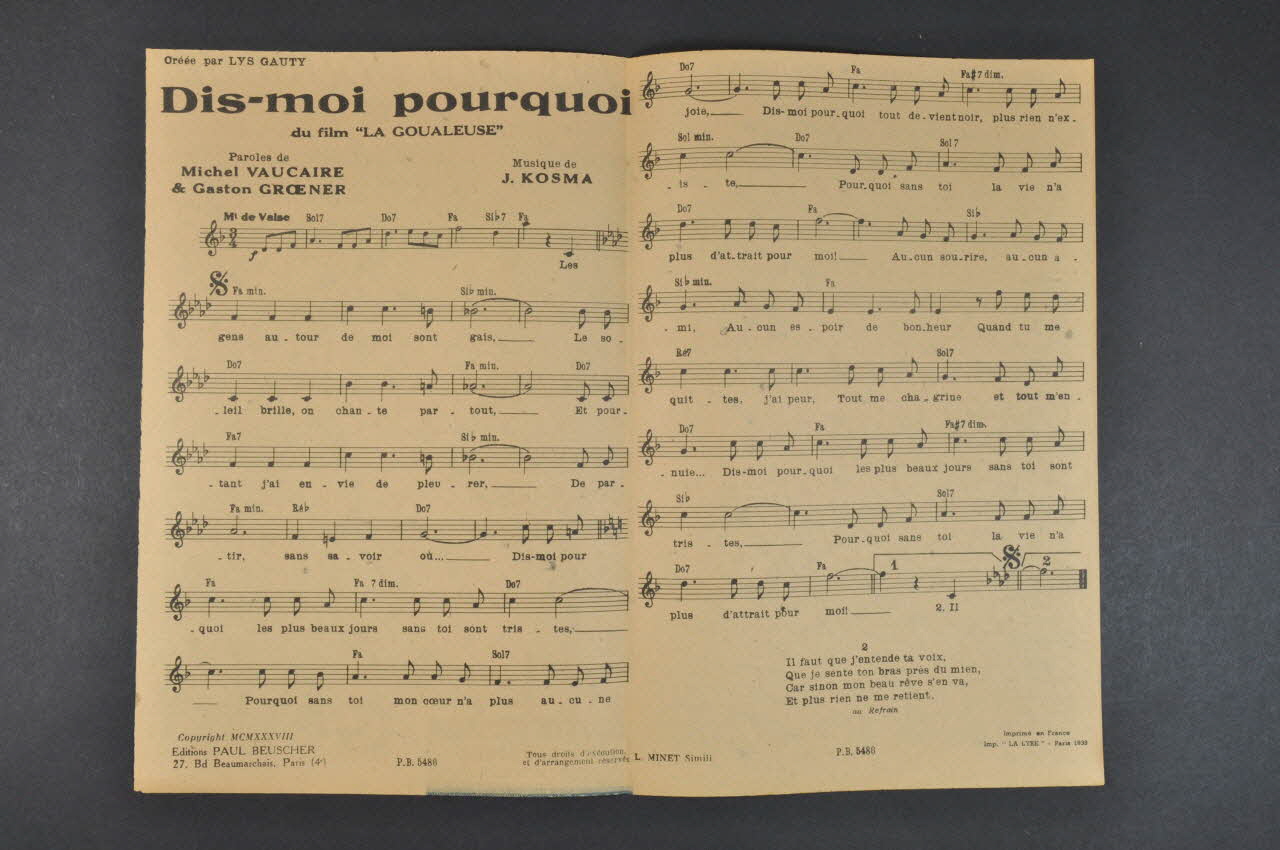 Créée par LYS GAUTY
Dis-moi pourquoi
du film "LA GOUALEUSE"
Paroles de
Michel VAUCAIRE
& Gaston GRŒNER
Musique de
J. KOSMA
Mt de Valse Sol7 Do7 Fa Si♭7 Fa
f
Les
Fa min. Si♭ min.
gens au - tour de moi sont gais,____ Le so -
Do7 Fa min. Do7
- leil brille, on chan - te par - tout,____ Et pour -
Fa7 Si♭ min.
- tant j'ai en - vie de pleu - rer,____ De par -
Fa min. Ré♭ Do7
- tir, sans sa - voir où...____ Dis-moi pour
Fa Fa 7 dim. Do7
- quoi les plus beaux jours sans toi sont tris - tes,____
Fa Sol7
____ Pourquoi sans toi mon cœur n'a plus au - cu - ne
Copyright MCMXXXVIII
Editions PAUL BEUSCHER
27, Bd Beaumarchais, Paris (4e)
P.B. 5486
Tous droits d'exécution,
et d'arrangement réservés
Do7 Fa Fa♯7 dim.
joie,____ Dis-moi pour - quoi tout de - vient noir, plus rien n'ex -
Sol min. Do7 Sol 7
- is - te,____ Pour - quoi sans toi la vie n'a
Do7 Fa Si♭
plus d'at - trait pour moi!____ Au - cun sou - rire, au - cun a -
Si♭ min. Fa
- mi, Au - cun es - poir de bon - heur Quand tu me
Ré7 Sol7
quit - tes, j'ai peur, Tout me cha - grine et tout m'en -
Do7 Fa Fa♯7 dim.
- nuie... Dis-moi pour - quoi les plus beaux jours sans toi sont
Si♭ Sol7
tris - tes,____ Pour - quoi sans toi la vie n'a
Do7 Fa 1 2
plus d'attrait pour moi!____ 2. Il
2
Il faut que j'entende ta voix,
Que je sente ton bras près du mien,
Car sinon mon beau rêve s'en va,
Et plus rien ne me retient.
au Refrain
L. MINET Simili
P.B. 5486
Imprimé en France
Imp. "LA LYRE" - Paris 1938